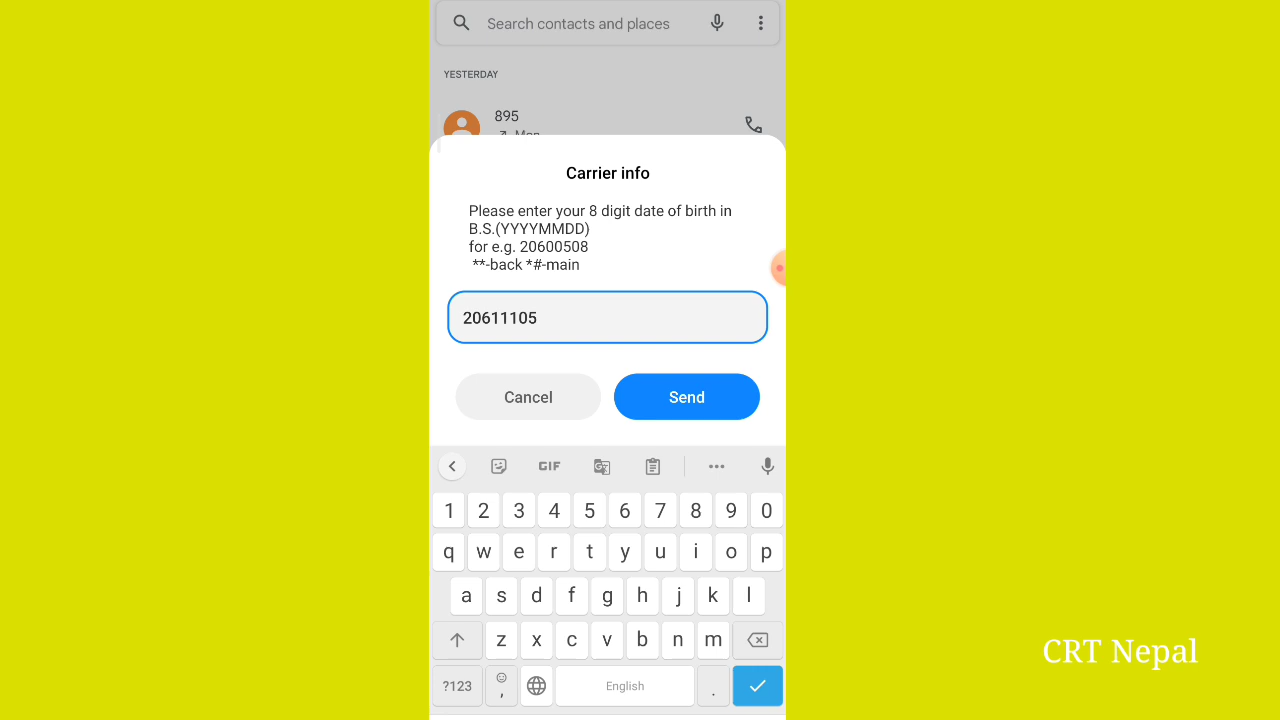 Search contacts and places
YESTERDAY
895
Mon
Carrier info
Please enter your 8 digit date of birth in
B.S.(YYYYMMDD)
for e.g. 20600508
**-back *#-main
20611105
Cancel
Send
GIF
1 2 3 4 5 6 7 8 9 0
q w e r t y u i o p
a s d f g h j k l
z x c v b n m
?123 , English .
CRT Nepal